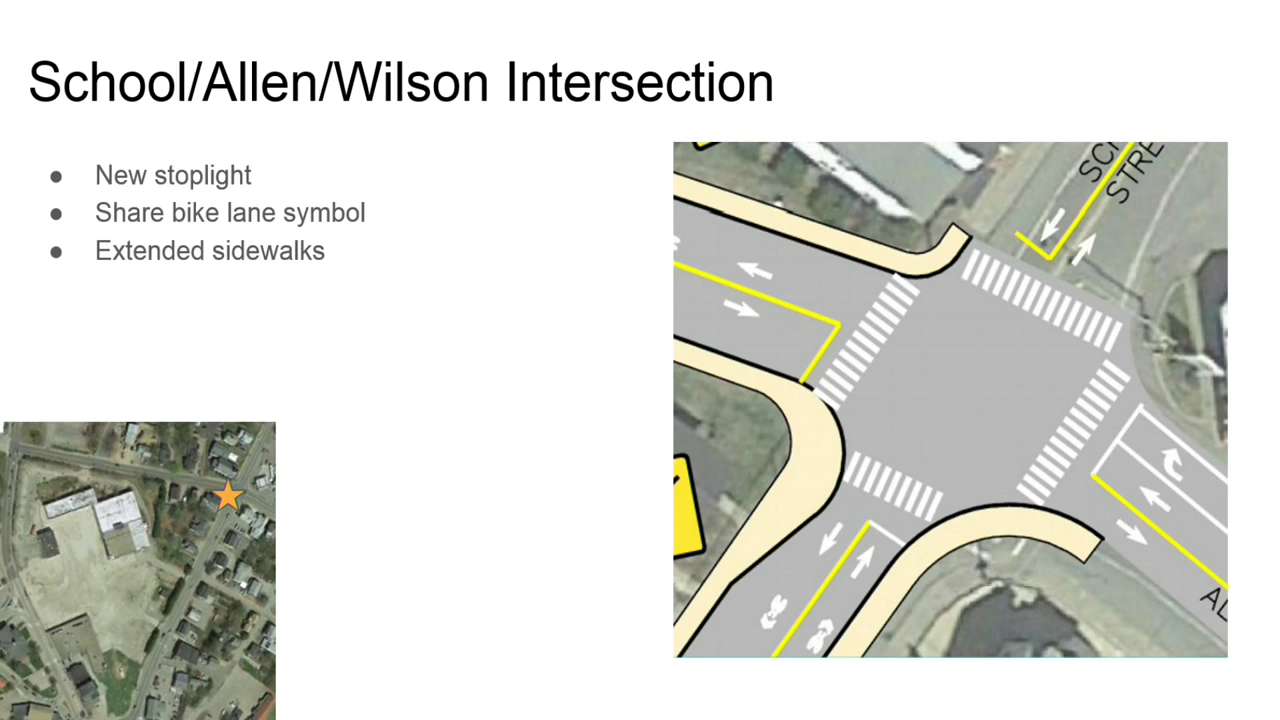 School/Allen/Wilson Intersection
● New stoplight
● Share bike lane symbol
● Extended sidewalks